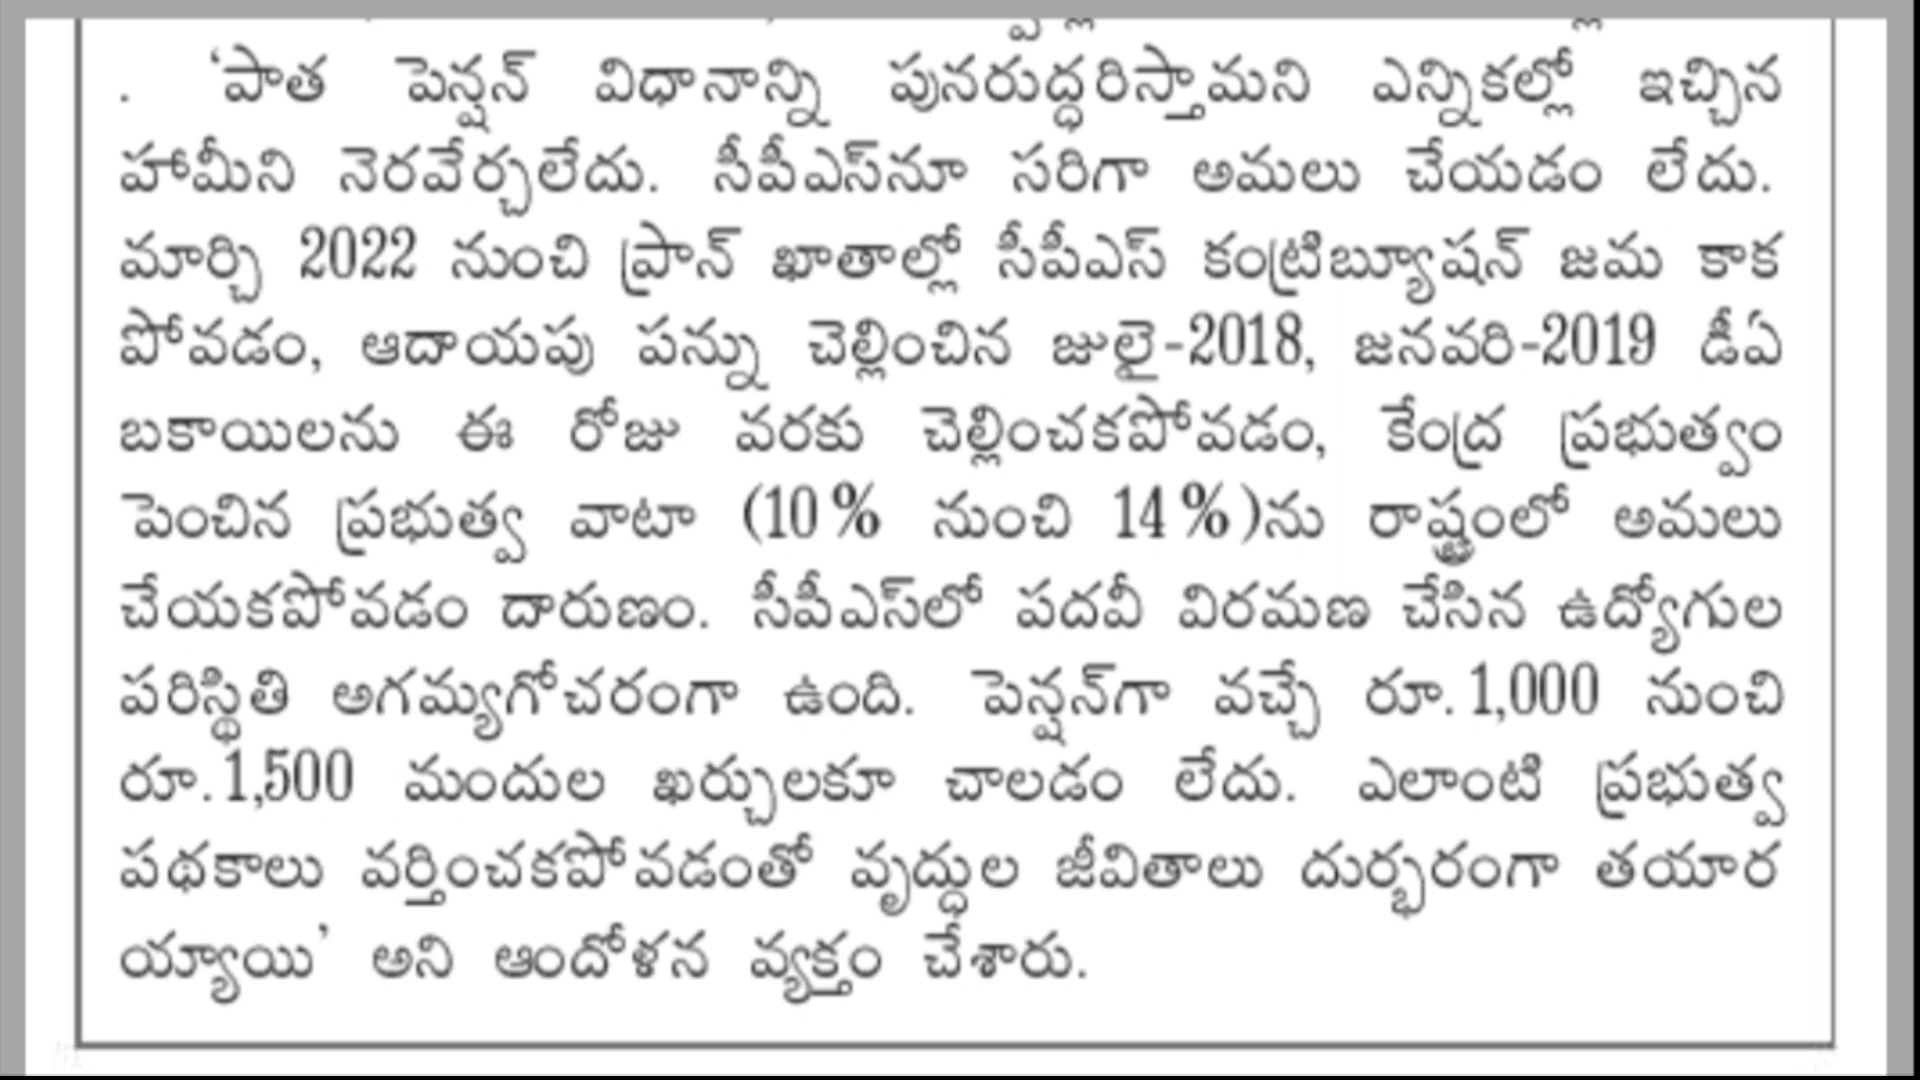 . ‘పాత పెన్షన్ విధానాన్ని పునరుద్ధరిస్తామని ఎన్నికల్లో ఇచ్చిన
హామీని నెరవేర్చలేదు. సీపీఎస్‌నూ సరిగా అమలు చేయడం లేదు.
మార్చి 2022 నుంచి ప్రాన్ ఖాతాల్లో సీపీఎస్ కంట్రిబ్యూషన్ జమ కాక
పోవడం, ఆదాయపు పన్ను చెల్లించిన జులై-2018, జనవరి-2019 డీఏ
బకాయిలను ఈ రోజు వరకు చెల్లించకపోవడం, కేంద్ర ప్రభుత్వం
పెంచిన ప్రభుత్వ వాటా (10% నుంచి 14%)ను రాష్ట్రంలో అమలు
చేయకపోవడం దారుణం. సీపీఎస్‌లో పదవీ విరమణ చేసిన ఉద్యోగుల
పరిస్థితి అగమ్యగోచరంగా ఉంది. పెన్షన్‌గా వచ్చే రూ.1,000 నుంచి
రూ.1,500 మందుల ఖర్చులకూ చాలడం లేదు. ఎలాంటి ప్రభుత్వ
పథకాలు వర్తించకపోవడంతో వృద్ధుల జీవితాలు దుర్భరంగా తయార
య్యాయి’ అని ఆందోళన వ్యక్తం చేశారు.